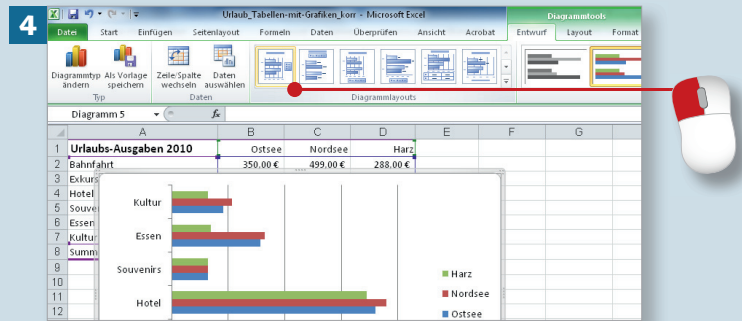 4
Urlaub_Tabellen-mit-Grafiken_korr - Microsoft Excel
Diagrammtools
Datei Start Einfügen Seitenlayout Formeln Daten Überprüfen Ansicht Acrobat Entwurf Layout Format
Diagrammtyp Als Vorlage Zeile/Spalte Daten
ändern speichern wechseln auswählen
Typ Daten Diagrammlayouts
Diagramm 5 fx
A B C D E F G
1 Urlaubs-Ausgaben 2010 Ostsee Nordsee Harz
2 Bahnfahrt 350,00 € 499,00 € 288,00 €
3 Exkurs
4 Hotel
Kultur
5 Souve
6 Essen
Essen
7 Kultur
8 Summ
9
Souvenirs
Harz
10
11
Nordsee
Hotel
12
Ostsee